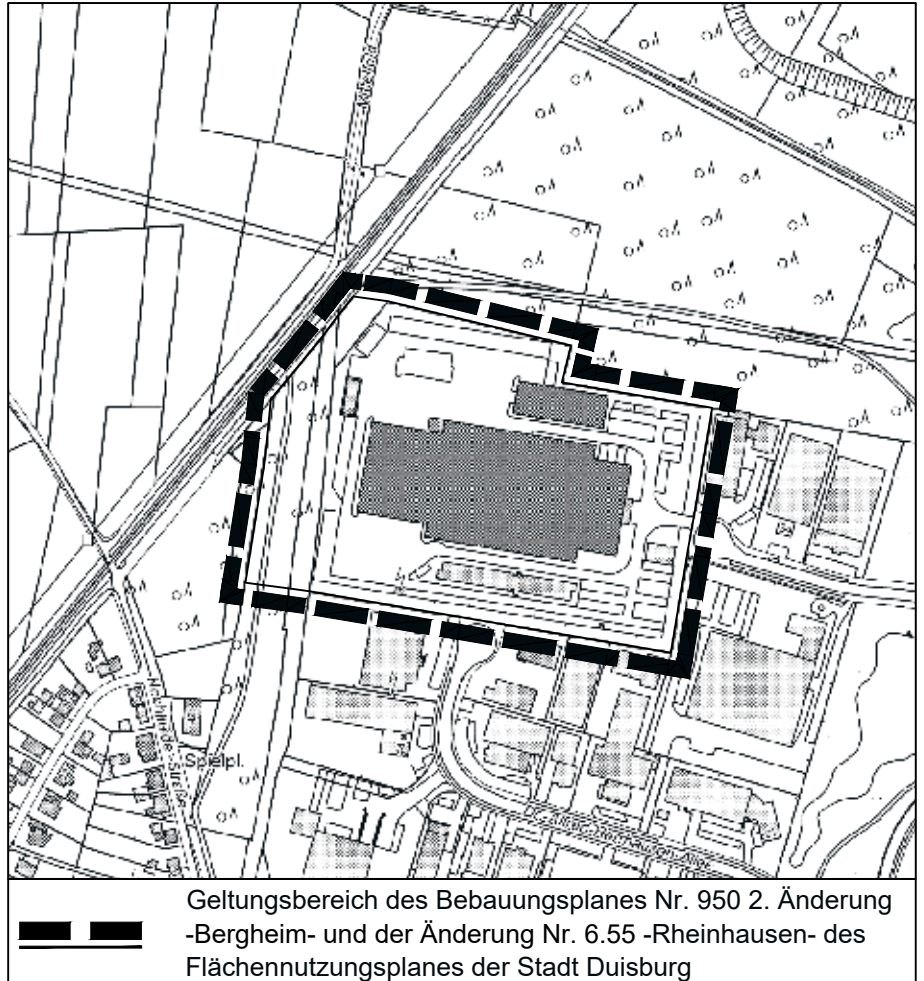 Spielpl.
Geltungsbereich des Bebauungsplanes Nr. 950 2. Änderung
-Bergheim- und der Änderung Nr. 6.55 -Rheinhausen- des
Flächennutzungsplanes der Stadt Duisburg